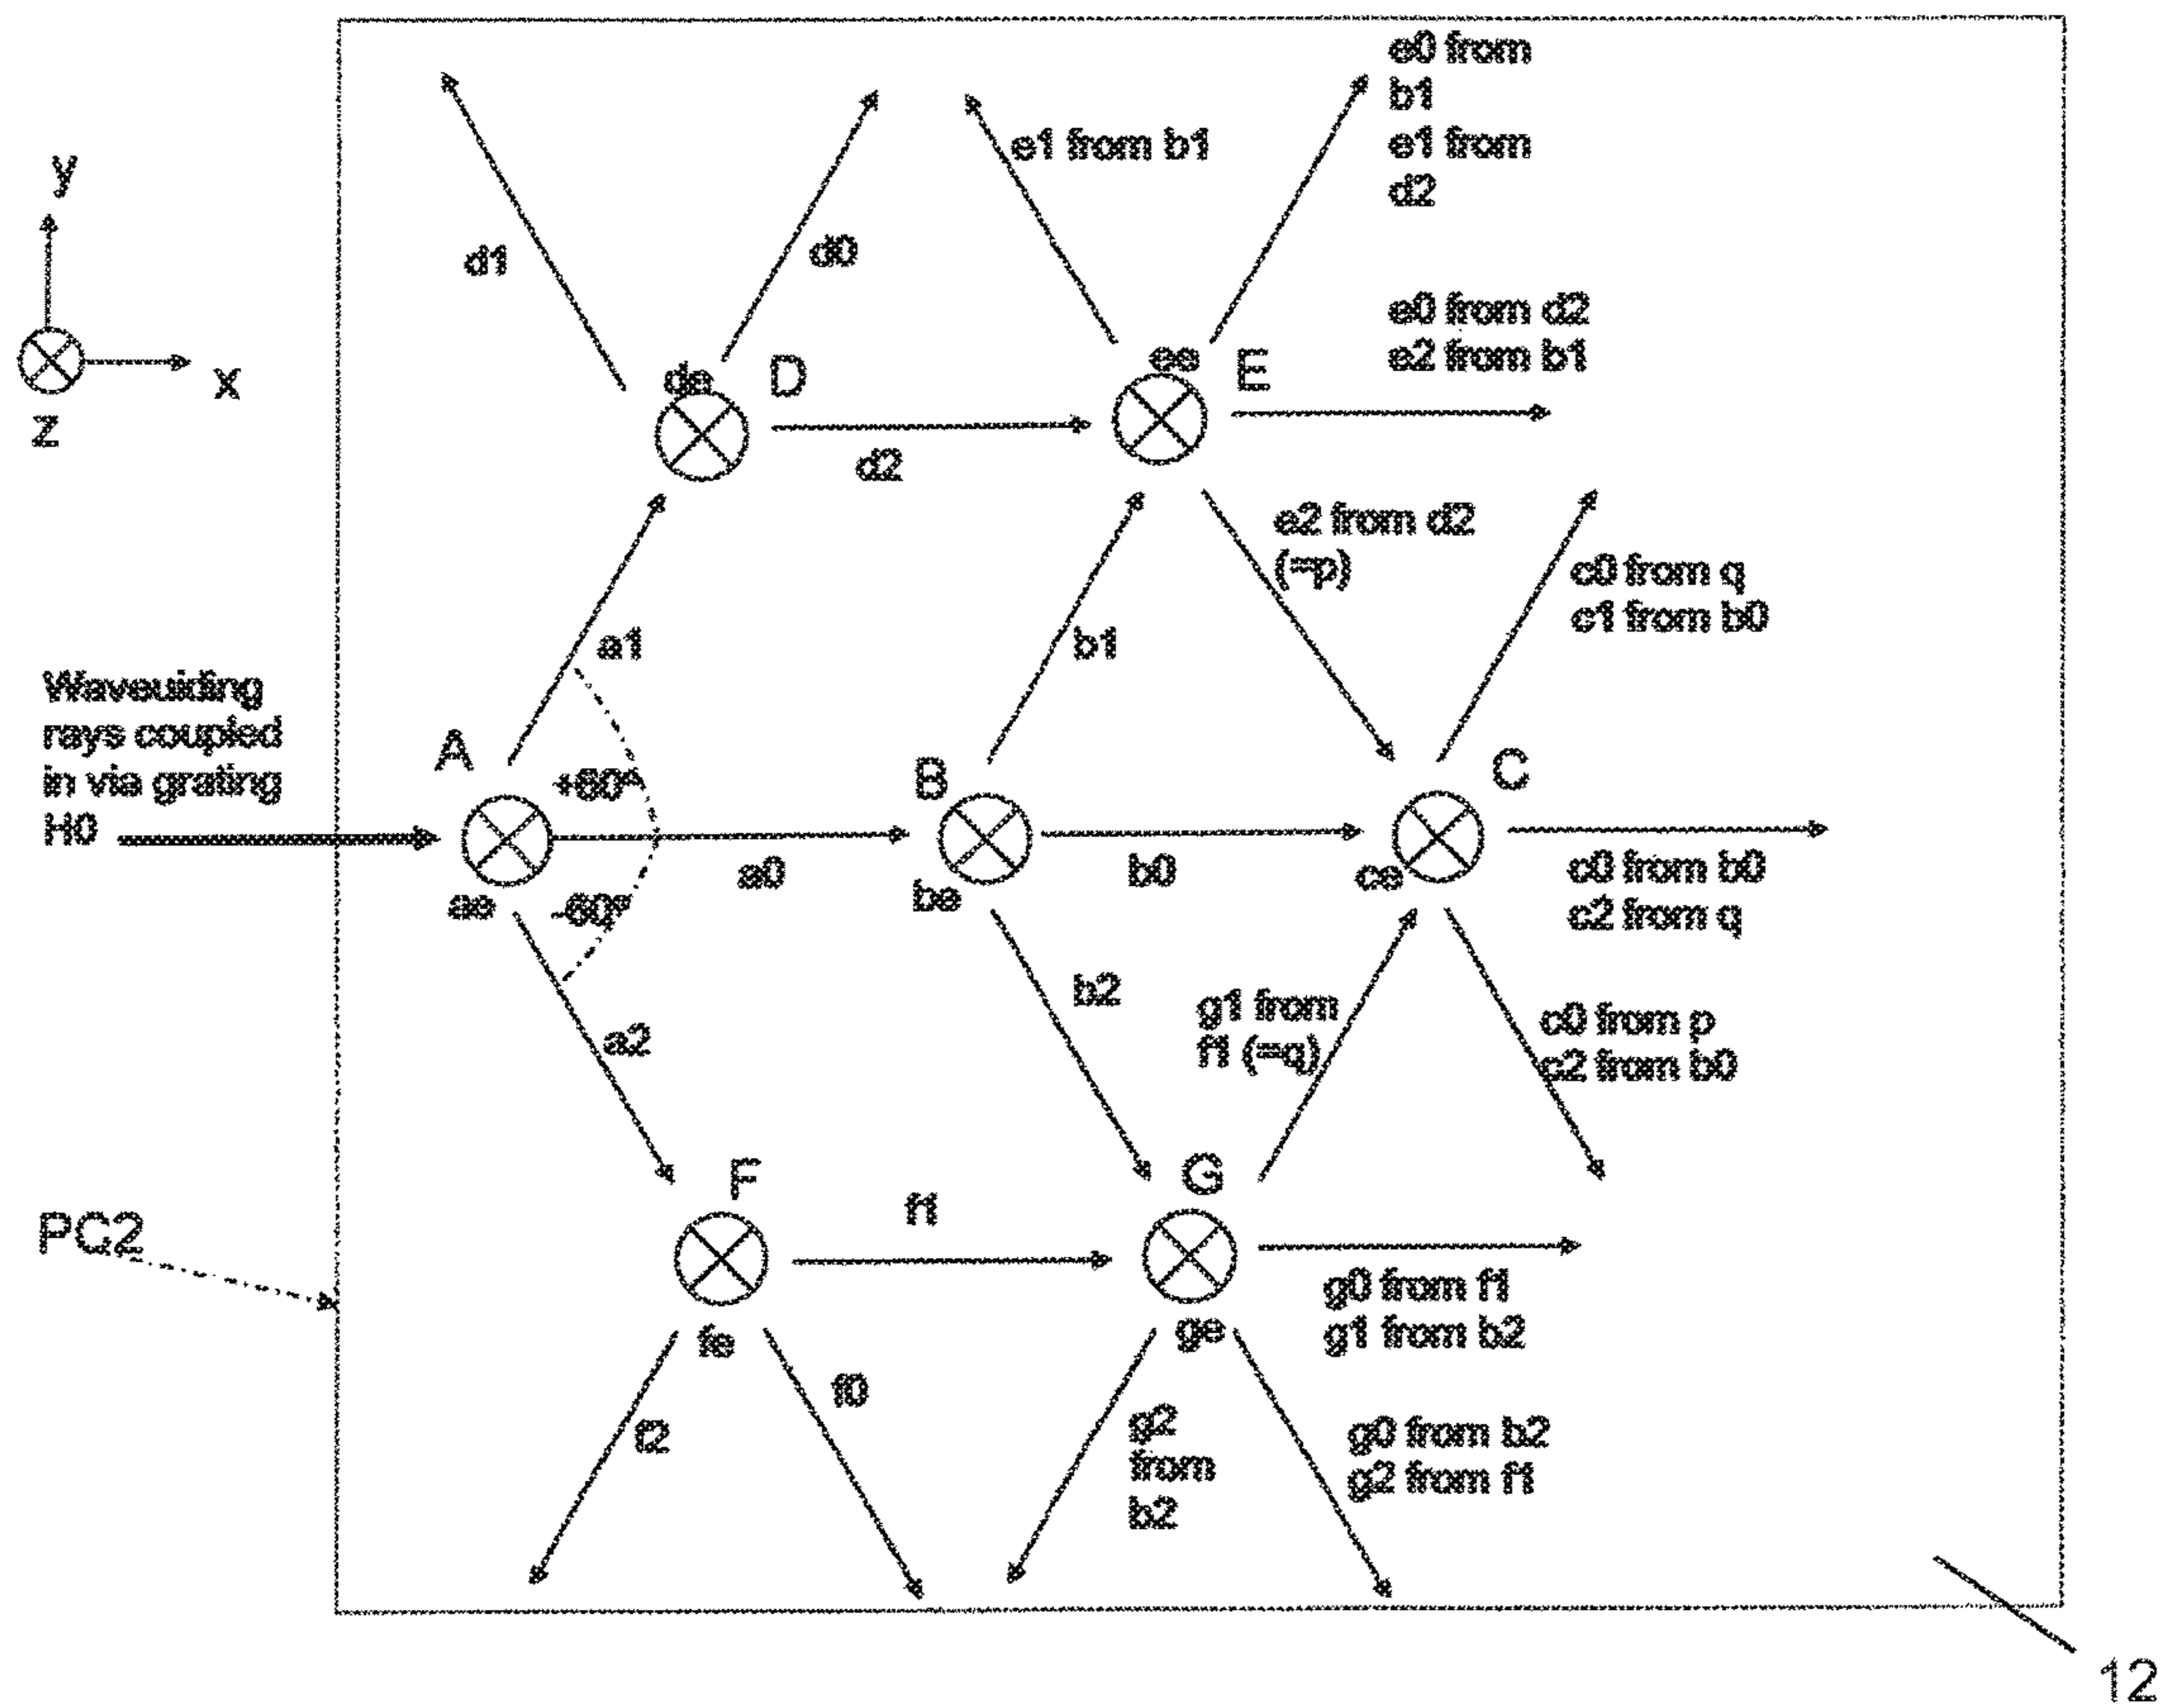 e0 from
b1
e1 from
d2
y
e1 from b1
d1
d0
e0 from d2
e2 from b1
x
z
de
D
ee
E
d2
e2 from d2
(=p)
c0 from q
c1 from b0
a1
b1
Waveuiding
rays coupled
in via grating
H0
A
+60°
B
C
a0
b0
c0 from b0
c2 from q
ae
-60°
be
ce
b2
g1 from
f1 (=q)
c0 from p
c2 from b0
a2
F
G
f1
PC2
g0 from f1
g1 from b2
fe
ge
f0
f2
g2
from
b2
g0 from b2
g2 from f1
12